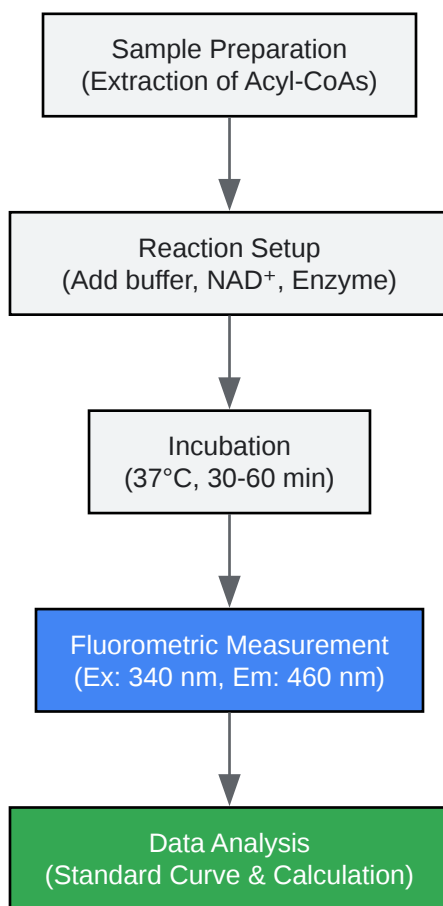 Sample Preparation
(Extraction of Acyl-CoAs)
Reaction Setup
(Add buffer, NAD⁺, Enzyme)
Incubation
(37°C, 30-60 min)
Fluorometric Measurement
(Ex: 340 nm, Em: 460 nm)
Data Analysis
(Standard Curve & Calculation)